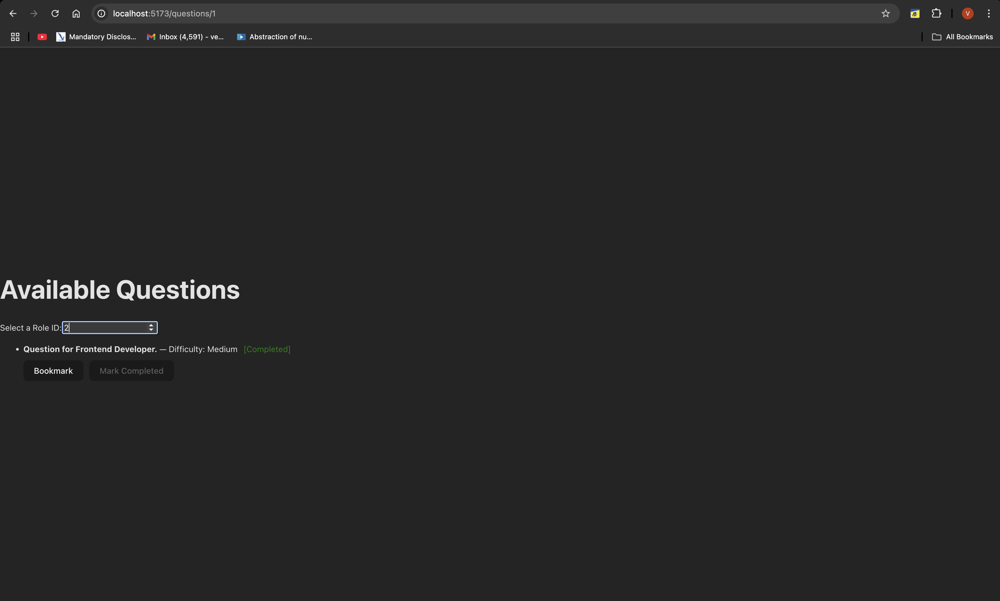 localhost:5173/questions/1
V
Mandatory Disclos...
Inbox (4,591) - ve...
Abstraction of nu...
All Bookmarks
Available Questions
Select a Role ID: 2
• Question for Frontend Developer. — Difficulty: Medium [Completed]
Bookmark Mark Completed